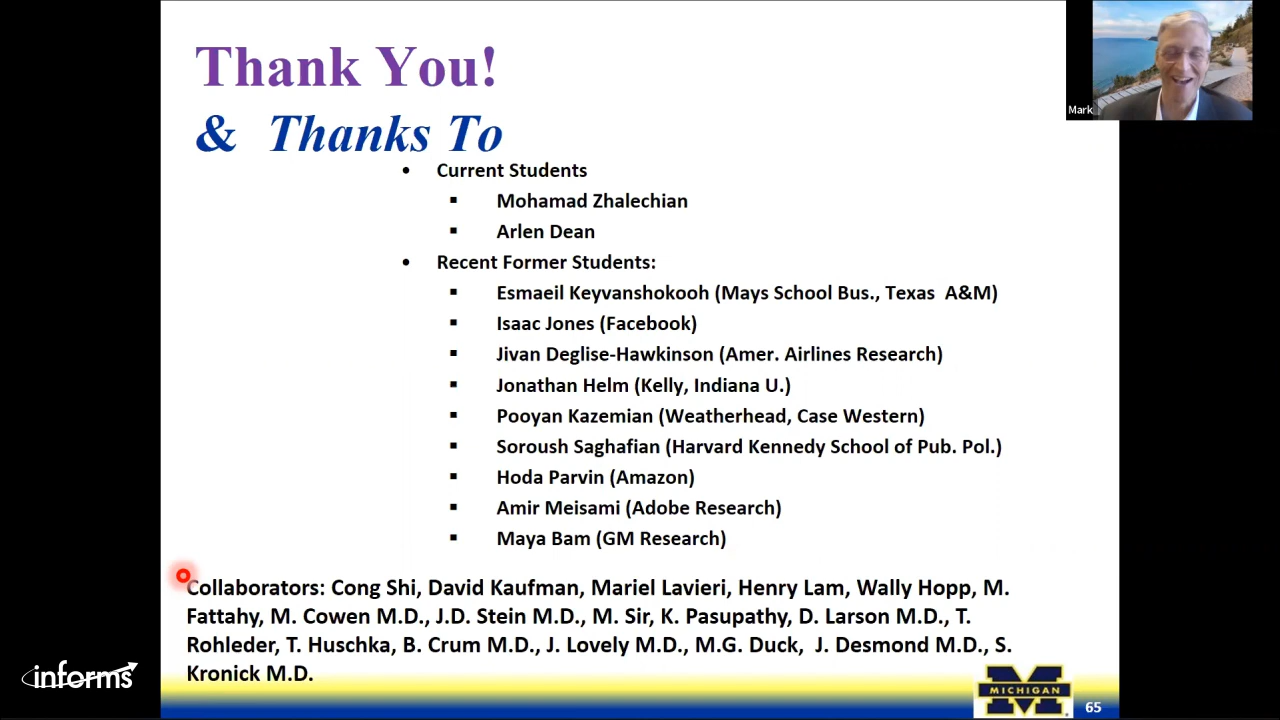 Thank You!
& Thanks To
• Current Students
▪ Mohamad Zhalechian
▪ Arlen Dean
• Recent Former Students:
▪ Esmaeil Keyvanshokooh (Mays School Bus., Texas A&M)
▪ Isaac Jones (Facebook)
▪ Jivan Deglise-Hawkinson (Amer. Airlines Research)
▪ Jonathan Helm (Kelly, Indiana U.)
▪ Pooyan Kazemian (Weatherhead, Case Western)
▪ Soroush Saghafian (Harvard Kennedy School of Pub. Pol.)
▪ Hoda Parvin (Amazon)
▪ Amir Meisami (Adobe Research)
▪ Maya Bam (GM Research)
Collaborators: Cong Shi, David Kaufman, Mariel Lavieri, Henry Lam, Wally Hopp, M.
Fattahy, M. Cowen M.D., J.D. Stein M.D., M. Sir, K. Pasupathy, D. Larson M.D., T.
Rohleder, T. Huschka, B. Crum M.D., J. Lovely M.D., M.G. Duck, J. Desmond M.D., S.
Kronick M.D.
Mark
informs
MICHIGAN
65